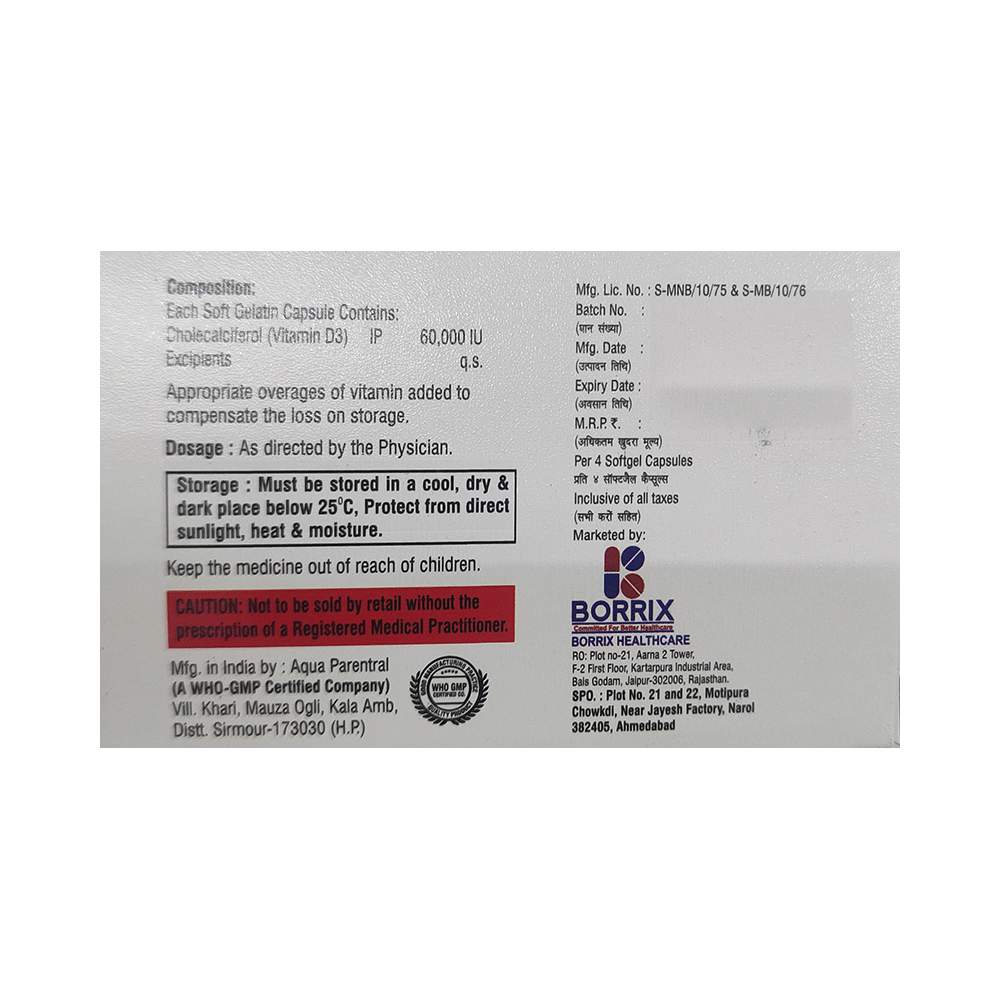 Composition:
Each Soft Gelatin Capsule Contains:
Cholecalciferol (Vitamin D3) IP 60,000 IU
Excipients q.s.
Appropriate overages of vitamin added to
compensate the loss on storage.
Dosage : As directed by the Physician.
Storage : Must be stored in a cool, dry &
dark place below 25⁰C, Protect from direct
sunlight, heat & moisture.
Keep the medicine out of reach of children.
CAUTION: Not to be sold by retail without the
prescription of a Registered Medical Practitioner.
Mfg. in India by : Aqua Parentral
(A WHO-GMP Certified Company)
Vill. Khari, Mauza Ogli, Kala Amb,
Distt. Sirmour-173030 (H.P.)
GOOD MANUFACTURING PRACTICE
WHO GMP
CERTIFIED CO.
QUALITY PRODUCT
Mfg. Lic. No. : S-MNB/10/75 & S-MB/10/76
Batch No. :
(घान संख्या)
Mfg. Date :
(उत्पादन तिथि)
Expiry Date :
(अवसान तिथि)
M.R.P. ₹. :
(अधिकतम खुदरा मूल्य)
Per 4 Softgel Capsules
प्रति ४ सॉफ्टजैल कैप्सूल्स
Inclusive of all taxes
(सभी करों सहित)
Marketed by:
BORRIX
Committed For Better Healthcare
BORRIX HEALTHCARE
RO: Plot no-21, Aarna 2 Tower,
F-2 First Floor, Kartarpura Industrial Area,
Bais Godam, Jaipur-302006, Rajasthan.
SPO. : Plot No. 21 and 22, Motipura
Chowkdi, Near Jayesh Factory, Narol
382405, Ahmedabad